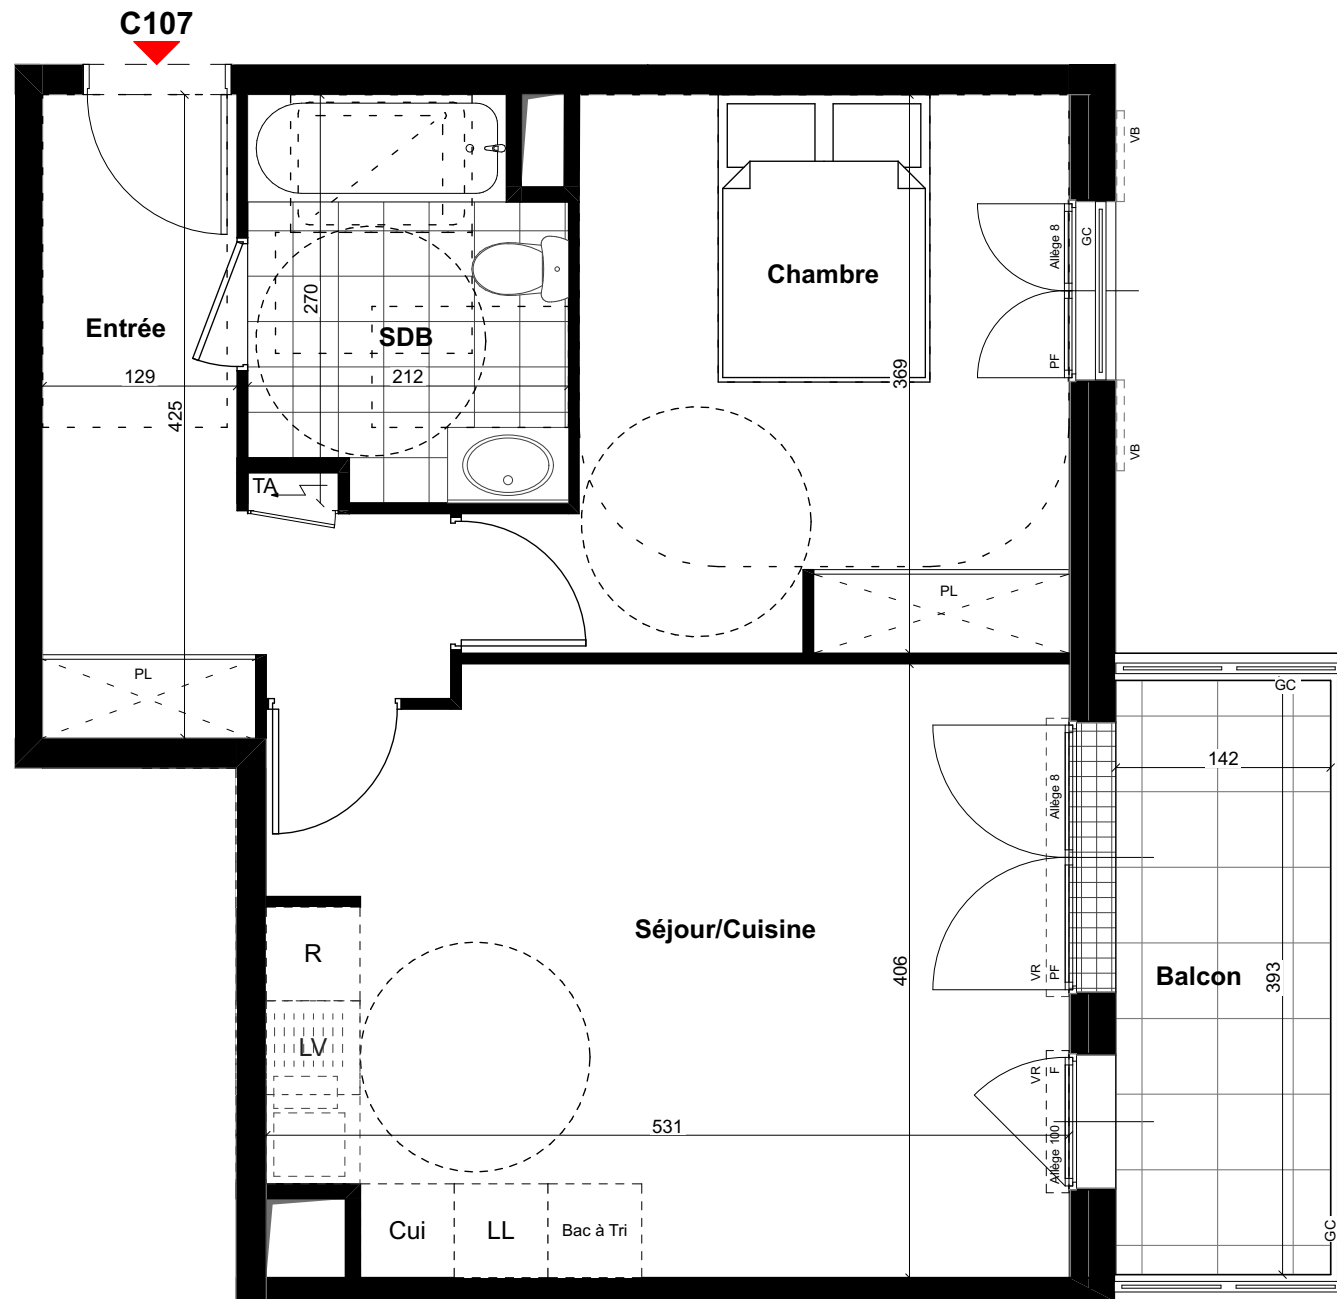 C107
VB
GC
Allège 8
Chambre
270
Entrée
SDB
PF
129
212
369
425
VB
TA
PL
PL
GC
142
Allège 8
Séjour/Cuisine
R
406
VR
PF
Balcon
393
LV
VR
F
531
Allège 100
Cui
LL
Bac à Tri
GC